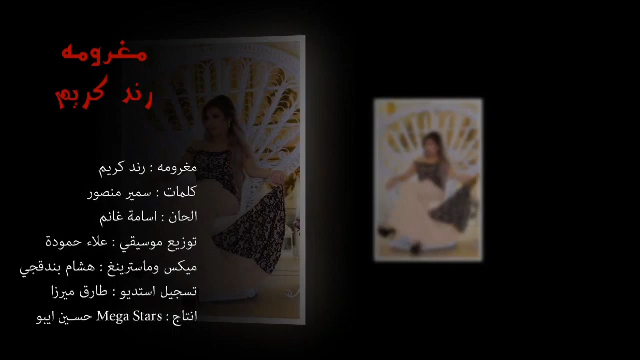 مغرومه
رند كريم
مغرومه : رند كريم
كلمات : سمير منصور
الحان : اسامة غانم
توزيع موسيقي : علاء حمودة
ميكس وماسترينغ : هشام بندقجي
تسجيل استديو : طارق ميرزا
انتاج : Mega Stars حسين ايبو